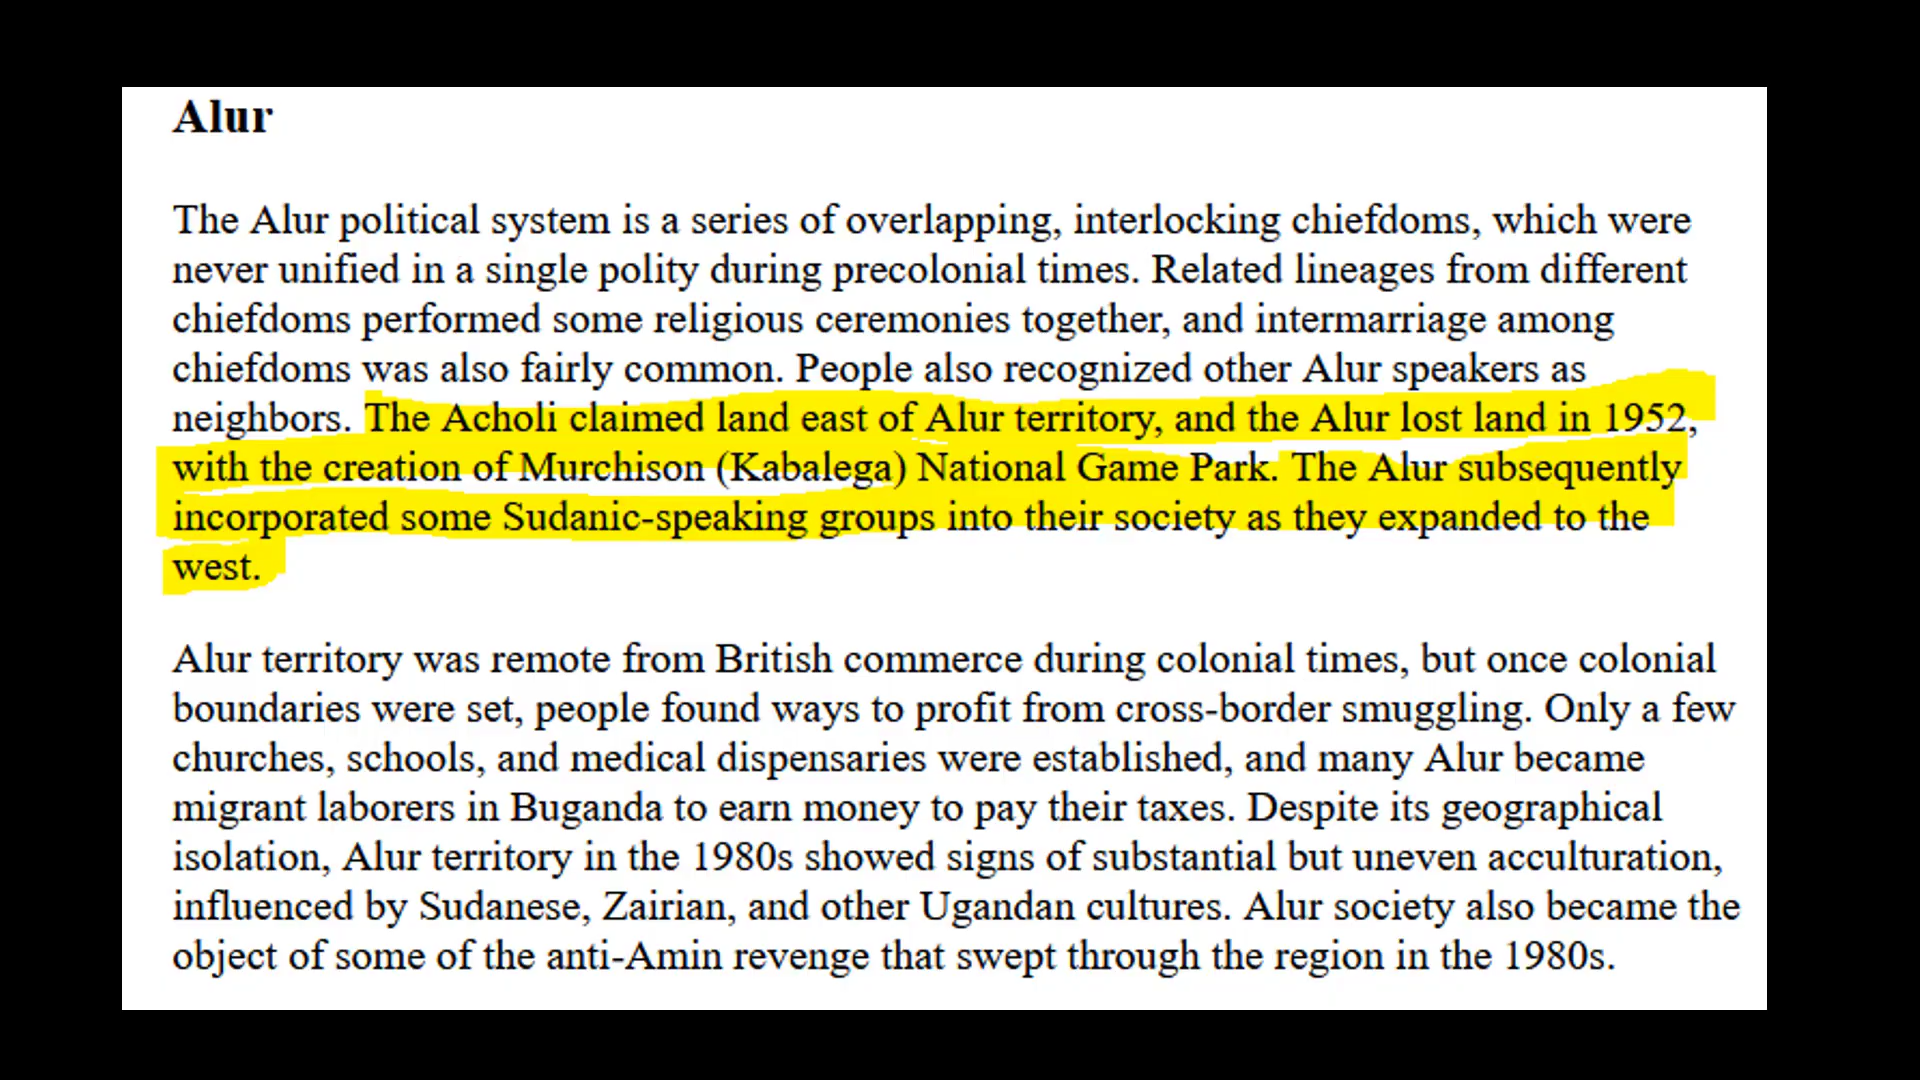 Alur
The Alur political system is a series of overlapping, interlocking chiefdoms, which were
never unified in a single polity during precolonial times. Related lineages from different
chiefdoms performed some religious ceremonies together, and intermarriage among
chiefdoms was also fairly common. People also recognized other Alur speakers as
neighbors. The Acholi claimed land east of Alur territory, and the Alur lost land in 1952,
with the creation of Murchison (Kabalega) National Game Park. The Alur subsequently
incorporated some Sudanic-speaking groups into their society as they expanded to the
west.
Alur territory was remote from British commerce during colonial times, but once colonial
boundaries were set, people found ways to profit from cross-border smuggling. Only a few
churches, schools, and medical dispensaries were established, and many Alur became
migrant laborers in Buganda to earn money to pay their taxes. Despite its geographical
isolation, Alur territory in the 1980s showed signs of substantial but uneven acculturation,
influenced by Sudanese, Zairian, and other Ugandan cultures. Alur society also became the
object of some of the anti-Amin revenge that swept through the region in the 1980s.